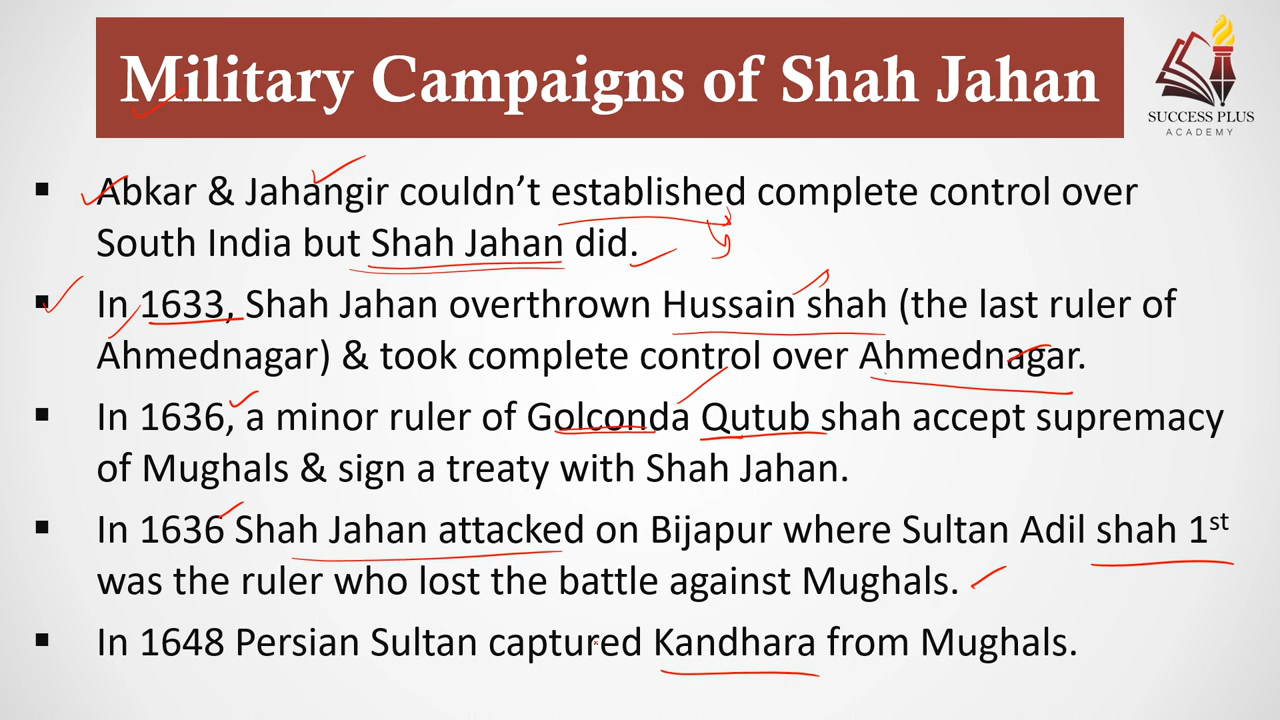 Military Campaigns of Shah Jahan
SUCCESS PLUS
ACADEMY
▪ Abkar & Jahangir couldn’t established complete control over
South India but Shah Jahan did.
▪ In 1633, Shah Jahan overthrown Hussain shah (the last ruler of
Ahmednagar) & took complete control over Ahmednagar.
▪ In 1636, a minor ruler of Golconda Qutub shah accept supremacy
of Mughals & sign a treaty with Shah Jahan.
▪ In 1636 Shah Jahan attacked on Bijapur where Sultan Adil shah 1st
was the ruler who lost the battle against Mughals.
▪ In 1648 Persian Sultan captured Kandhara from Mughals.